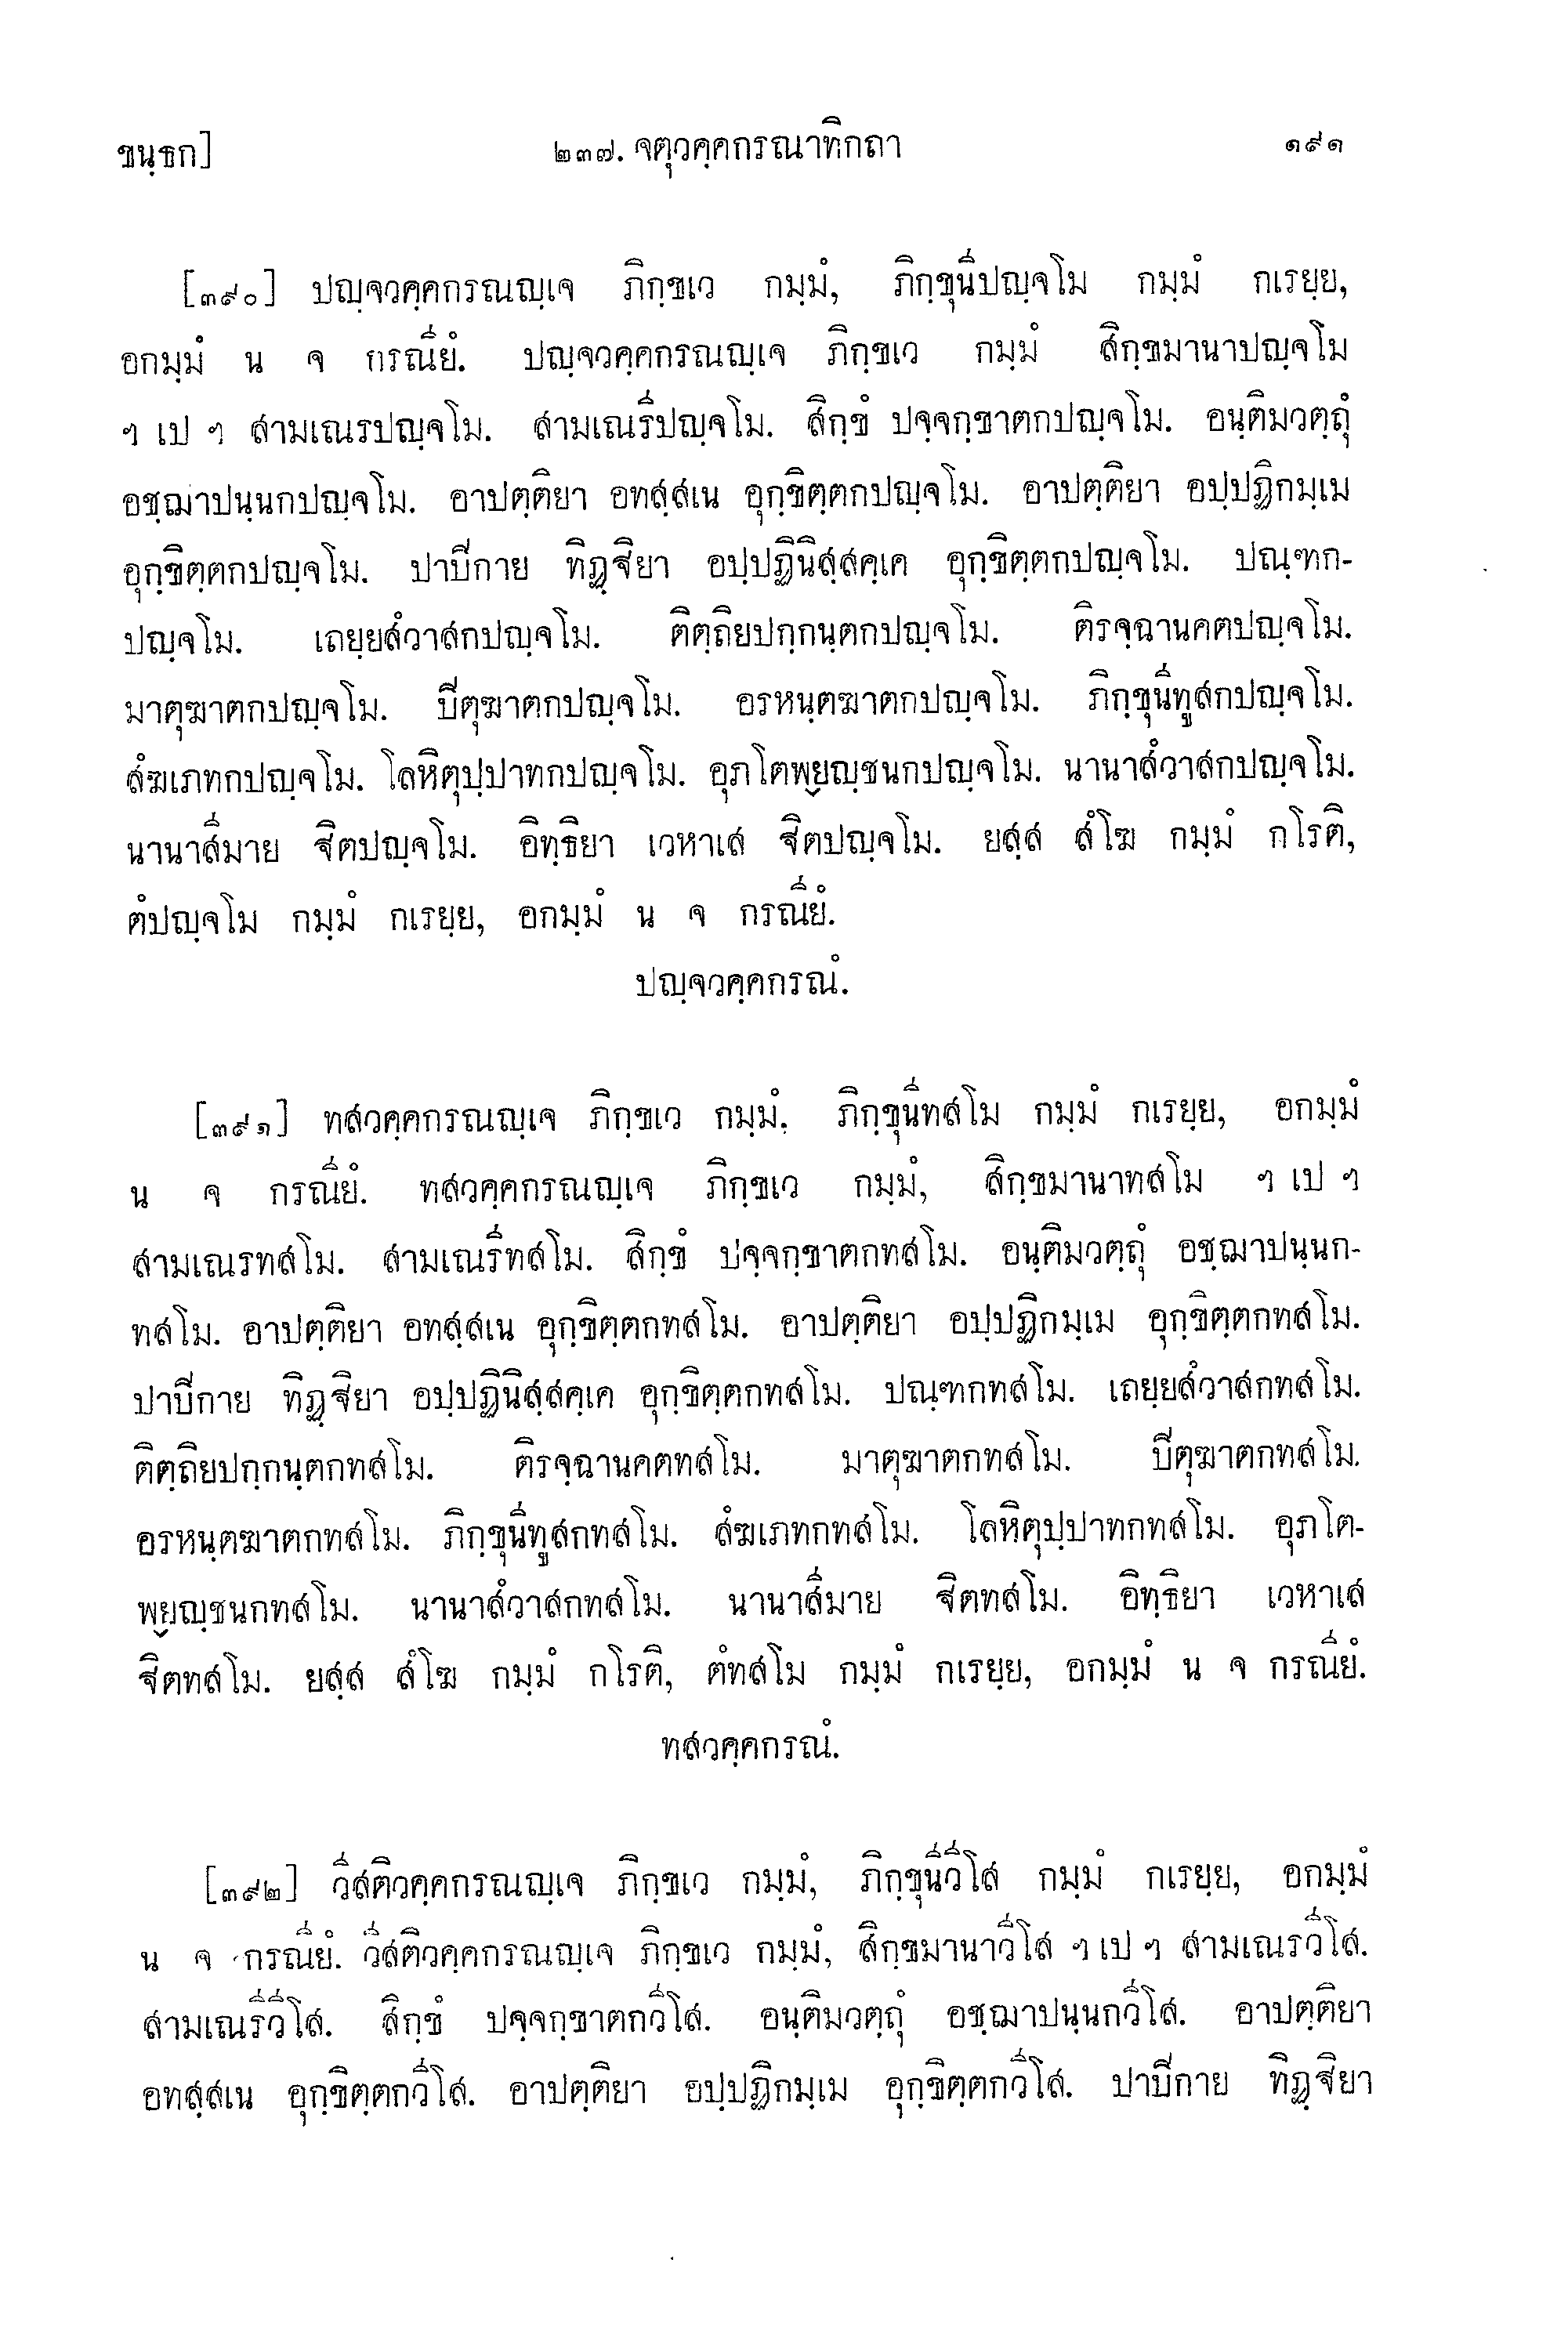 ขนฺธก]
๒๓๗. จตุวคฺคกรณาทิกถา
๑๙๑
[๓๙๐] ปญฺจวคฺคกรณญฺเจ ภิกฺขเว กมฺมํ, ภิกฺขุนีปญฺจโม กมฺมํ กเรยฺย,
อกมฺมํ น จ กรณียํ. ปญฺจวคฺคกรณญฺเจ ภิกฺขเว กมฺมํ สิกฺขมานาปญฺจโม
ฯ เป ฯ สามเณรปญฺจโม. สามเณรีปญฺจโม. สิกฺขํ ปจฺจกฺขาตกปญฺจโม. อนฺติมวตฺถุํ
อชฺฌาปนฺนกปญฺจโม. อาปตฺติยา อทสฺสเน อุกฺขิตฺตกปญฺจโม. อาปตฺติยา อปฺปฏิกมฺเม
อุกฺขิตฺตกปญฺจโม. ปาปิกาย ทิฏฺฐิยา อปฺปฏินิสฺสคฺเค อุกฺขิตฺตกปญฺจโม. ปณฺฑก-
ปญฺจโม. เถยฺยสํวาสกปญฺจโม. ติตฺถิยปกฺกนฺตกปญฺจโม. ติรจฺฉานคตปญฺจโม.
มาตุฆาตกปญฺจโม. ปิตุฆาตกปญฺจโม. อรหนฺตฆาตกปญฺจโม. ภิกฺขุนีทูสกปญฺจโม.
สํฆเภทกปญฺจโม. โลหิตุปฺปาทกปญฺจโม. อุภโตพฺยญฺชนกปญฺจโม. นานาสํวาสกปญฺจโม.
นานาสีมาย ฐิตปญฺจโม. อิทฺธิยา เวหาเส ฐิตปญฺจโม. ยสฺส สํโฆ กมฺมํ กโรติ,
ตํปญฺจโม กมฺมํ กเรยฺย, อกมฺมํ น จ กรณียํ.
ปญฺจวคฺคกรณํ.
[๓๙๑] ทสวคฺคกรณญฺเจ ภิกฺขเว กมฺมํ, ภิกฺขุนีทสโม กมฺมํ กเรยฺย, อกมฺมํ
น จ กรณียํ. ทสวคฺคกรณญฺเจ ภิกฺขเว กมฺมํ, สิกฺขมานาทสโม ฯ เป ฯ
สามเณรทสโม. สามเณรีทสโม. สิกฺขํ ปจฺจกฺขาตกทสโม. อนฺติมวตฺถุํ อชฺฌาปนฺนก-
ทสโม. อาปตฺติยา อทสฺสเน อุกฺขิตฺตกทสโม. อาปตฺติยา อปฺปฏิกมฺเม อุกฺขิตฺตกทสโม.
ปาปิกาย ทิฏฺฐิยา อปฺปฏินิสฺสคฺเค อุกฺขิตฺตกทสโม. ปณฺฑกทสโม. เถยฺยสํวาสกทสโม.
ติตฺถิยปกฺกนฺตกทสโม. ติรจฺฉานคตทสโม. มาตุฆาตกทสโม. ปิตุฆาตกทสโม.
อรหนฺตฆาตกทสโม. ภิกฺขุนีทูสกทสโม. สํฆเภทกทสโม. โลหิตุปฺปาทกทสโม. อุภโต-
พฺยญฺชนกทสโม. นานาสํวาสกทสโม. นานาสีมาย ฐิตทสโม. อิทฺธิยา เวหาเส
ฐิตทสโม. ยสฺส สํโฆ กมฺมํ กโรติ, ตํทสโม กมฺมํ กเรยฺย, อกมฺมํ น จ กรณียํ.
ทสวคฺคกรณํ.
[๓๙๒] วีสติวคฺคกรณญฺเจ ภิกฺขเว กมฺมํ, ภิกฺขุนีวีโส กมฺมํ กเรยฺย, อกมฺมํ
น จ กรณียํ. วีสติวคฺคกรณญฺเจ ภิกฺขเว กมฺมํ, สิกฺขมานาวีโส ฯ เป ฯ สามเณรวีโส.
สามเณรีวีโส. สิกฺขํ ปจฺจกฺขาตกวีโส. อนฺติมวตฺถุํ อชฺฌาปนฺนกวีโส. อาปตฺติยา
อทสฺสเน อุกฺขิตฺตกวีโส. อาปตฺติยา อปฺปฏิกมฺเม อุกฺขิตฺตกวีโส. ปาปิกาย ทิฏฺฐิยา